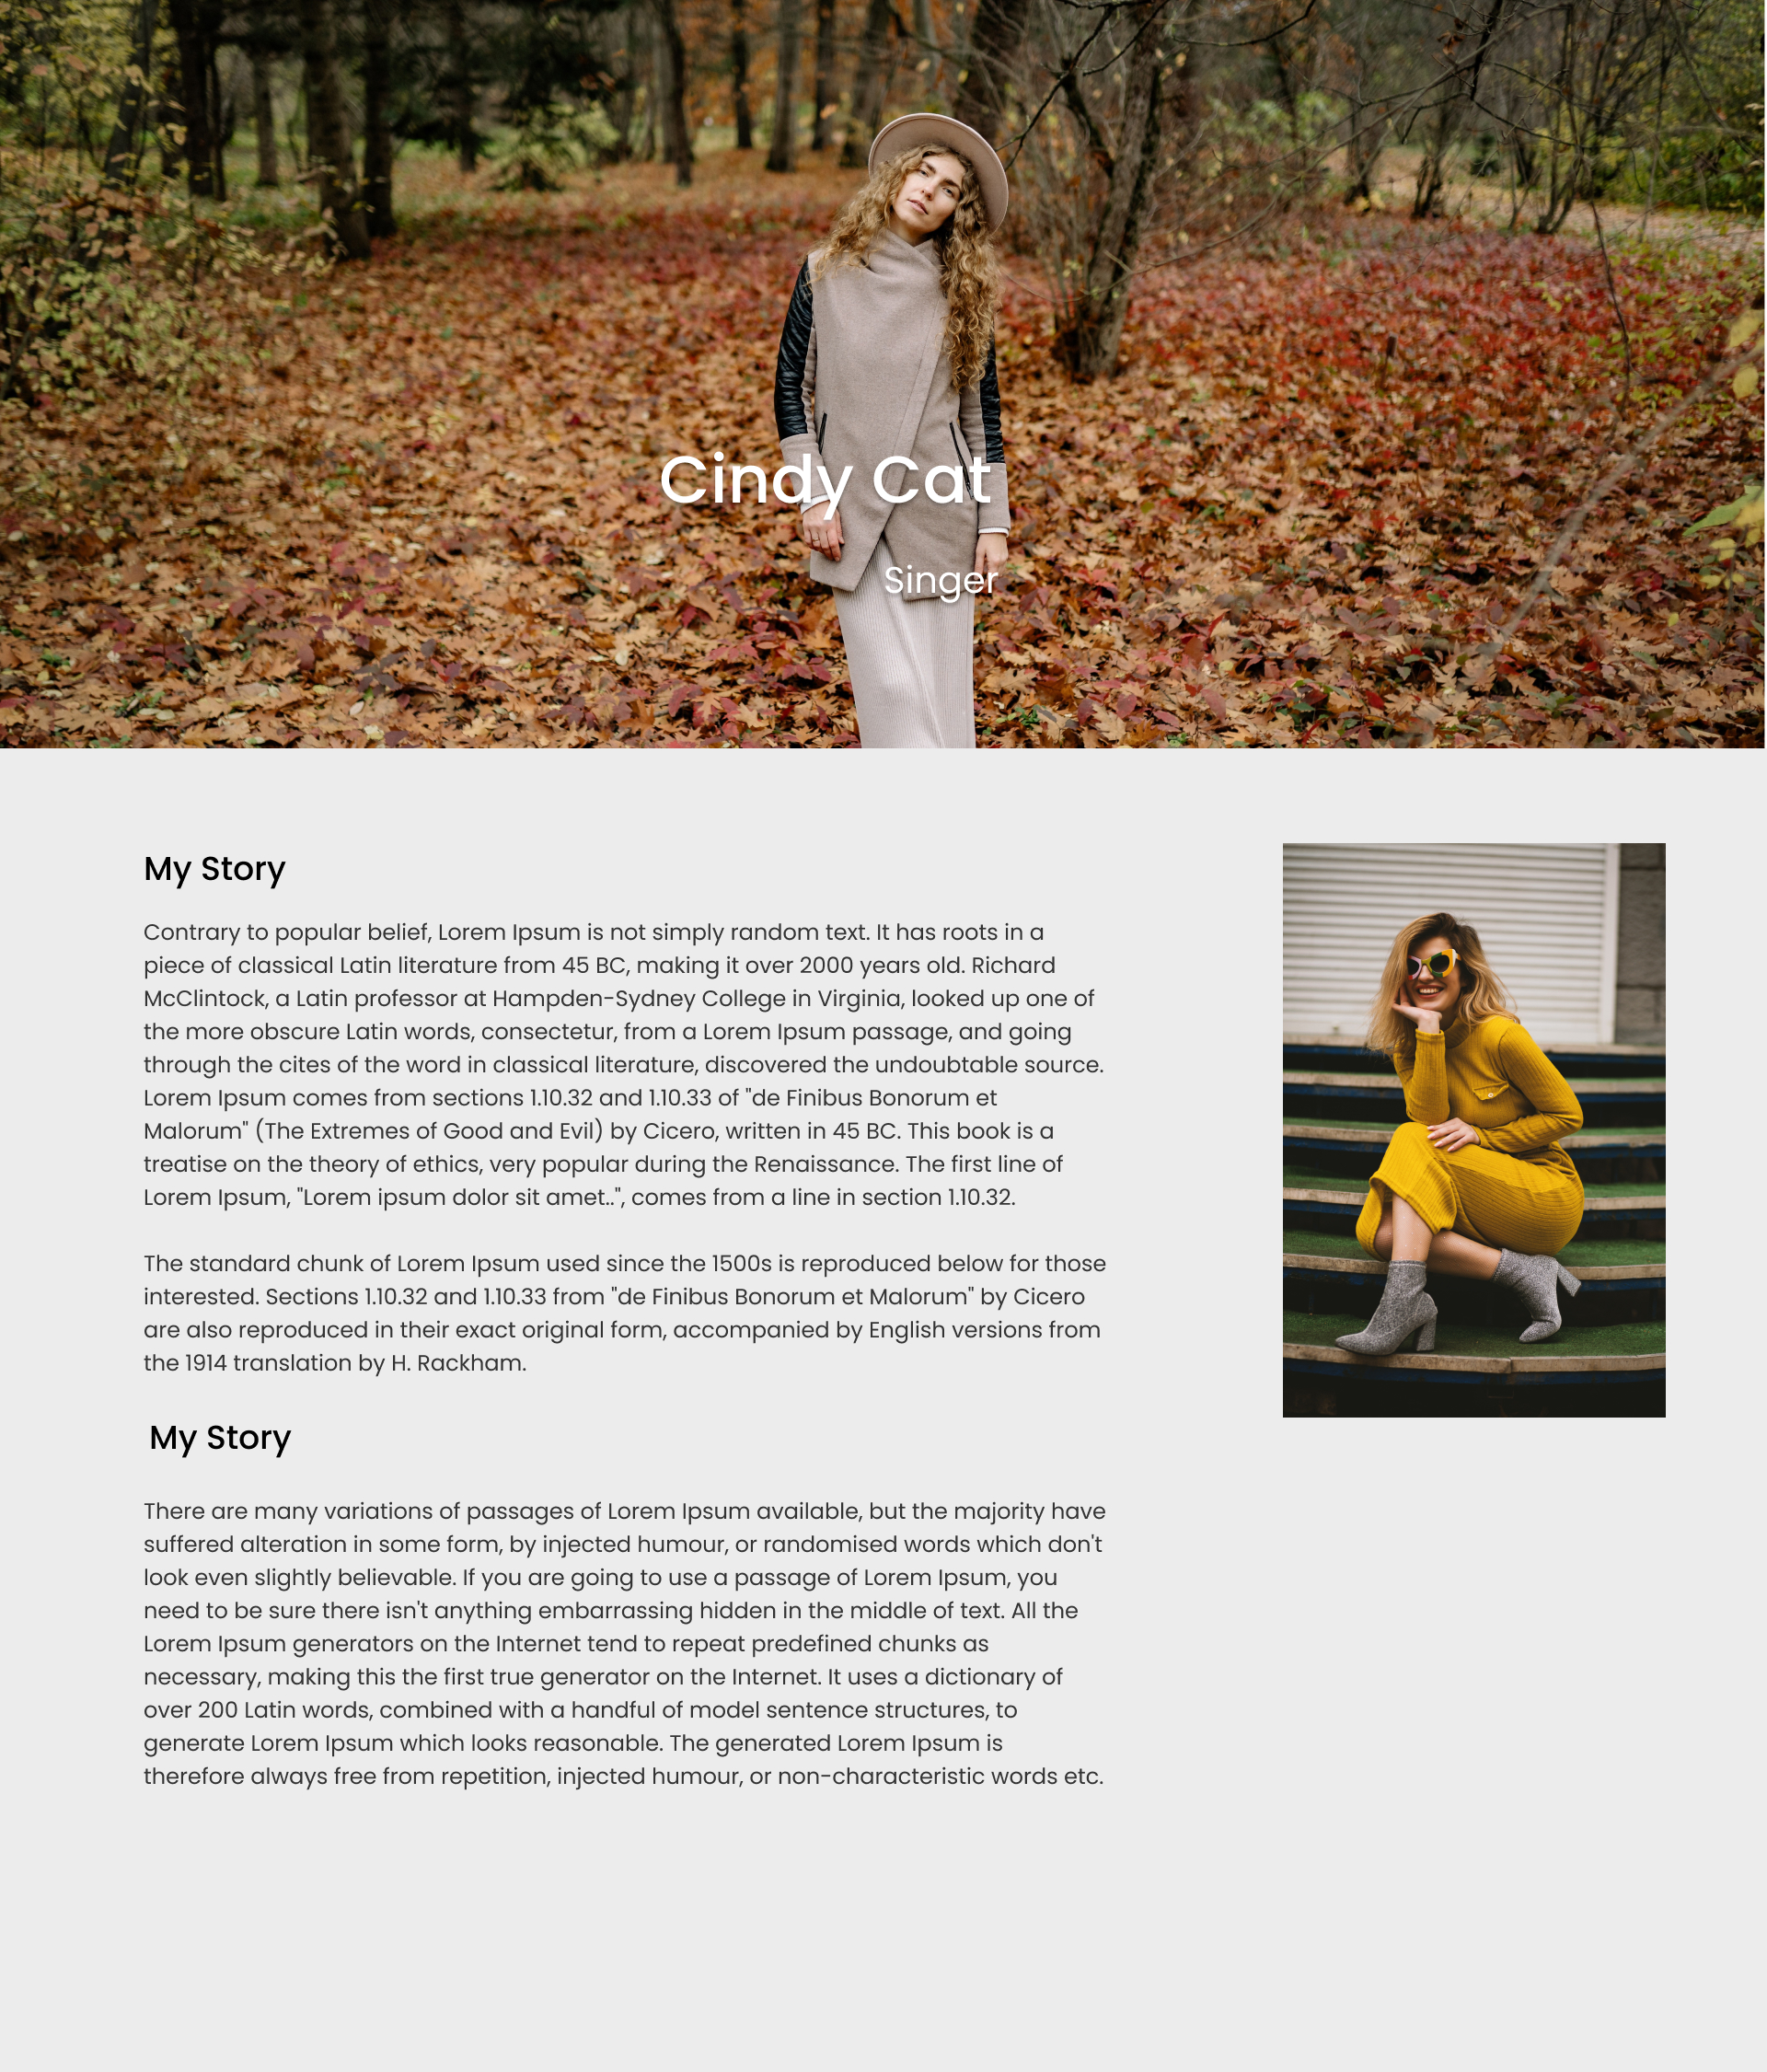 Cindy Cat
Singer
My Story
Contrary to popular belief, Lorem Ipsum is not simply random text. It has roots in a
piece of classical Latin literature from 45 BC, making it over 2000 years old. Richard
McClintock, a Latin professor at Hampden-Sydney College in Virginia, looked up one of
the more obscure Latin words, consectetur, from a Lorem Ipsum passage, and going
through the cites of the word in classical literature, discovered the undoubtable source.
Lorem Ipsum comes from sections 1.10.32 and 1.10.33 of "de Finibus Bonorum et
Malorum" (The Extremes of Good and Evil) by Cicero, written in 45 BC. This book is a
treatise on the theory of ethics, very popular during the Renaissance. The first line of
Lorem Ipsum, "Lorem ipsum dolor sit amet..", comes from a line in section 1.10.32.
The standard chunk of Lorem Ipsum used since the 1500s is reproduced below for those
interested. Sections 1.10.32 and 1.10.33 from "de Finibus Bonorum et Malorum" by Cicero
are also reproduced in their exact original form, accompanied by English versions from
the 1914 translation by H. Rackham.
My Story
There are many variations of passages of Lorem Ipsum available, but the majority have
suffered alteration in some form, by injected humour, or randomised words which don't
look even slightly believable. If you are going to use a passage of Lorem Ipsum, you
need to be sure there isn't anything embarrassing hidden in the middle of text. All the
Lorem Ipsum generators on the Internet tend to repeat predefined chunks as
necessary, making this the first true generator on the Internet. It uses a dictionary of
over 200 Latin words, combined with a handful of model sentence structures, to
generate Lorem Ipsum which looks reasonable. The generated Lorem Ipsum is
therefore always free from repetition, injected humour, or non-characteristic words etc.